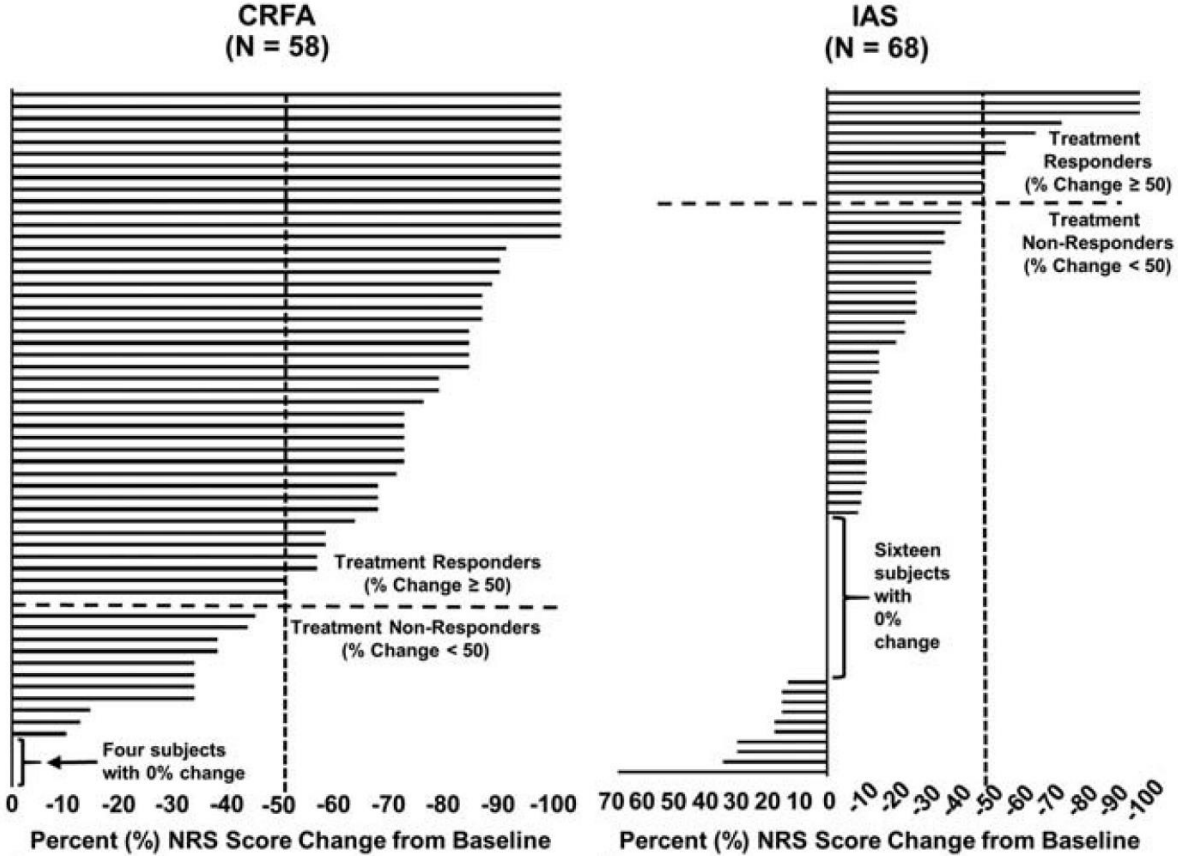 CRFA
(N = 58)
Treatment Responders
(% Change ≥ 50)
Treatment Non-Responders
(% Change < 50)
Four subjects
with 0% change
0 -10 -20 -30 -40 -50 -60 -70 -80 -90 -100
Percent (%) NRS Score Change from Baseline
IAS
(N = 68)
Treatment
Responders
(% Change ≥ 50)
Treatment
Non-Responders
(% Change < 50)
Sixteen
subjects
with
0%
change
70 60 50 40 30 20 10 0 -10 -20 -30 -40 -50 -60 -70 -80 -90 -100
Percent (%) NRS Score Change from Baseline